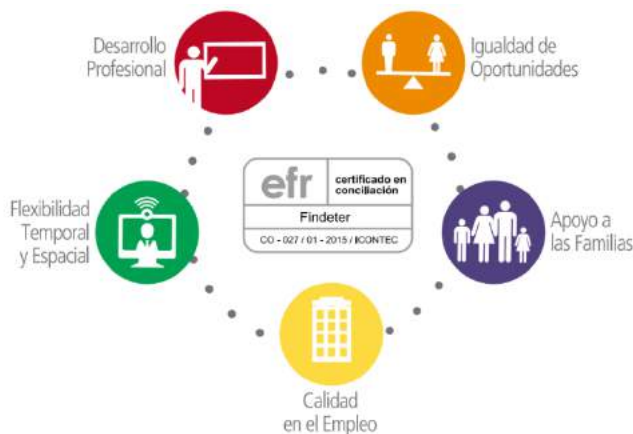 Desarrollo
Profesional
Igualdad de
Oportunidades
efr
certificado en
conciliación
Findeter
CO - 027 / 01 - 2015 / ICONTEC
Flexibilidad
Temporal
y Espacial
Apoyo a
las Familias
Calidad
en el Empleo